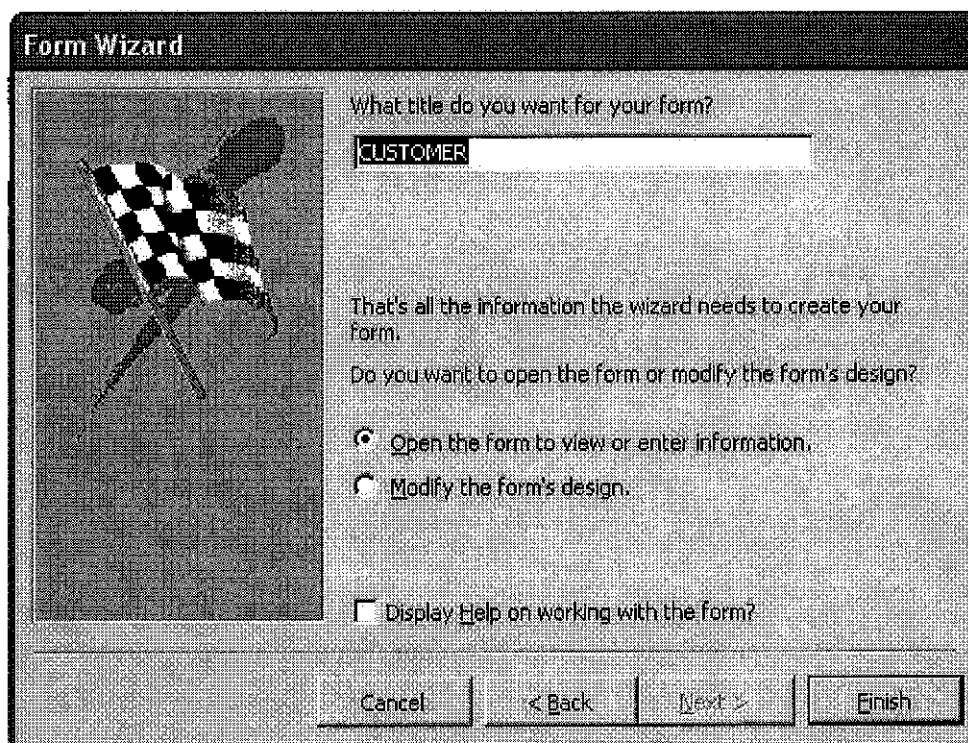 Form Wizard
What title do you want for your form?
CUSTOMER
That's all the information the wizard needs to create your
form.
Do you want to open the form or modify the form's design?
Open the form to view or enter information.
Modify the form's design.
Display Help on working with the form?
Cancel
< Back
Next >
Finish